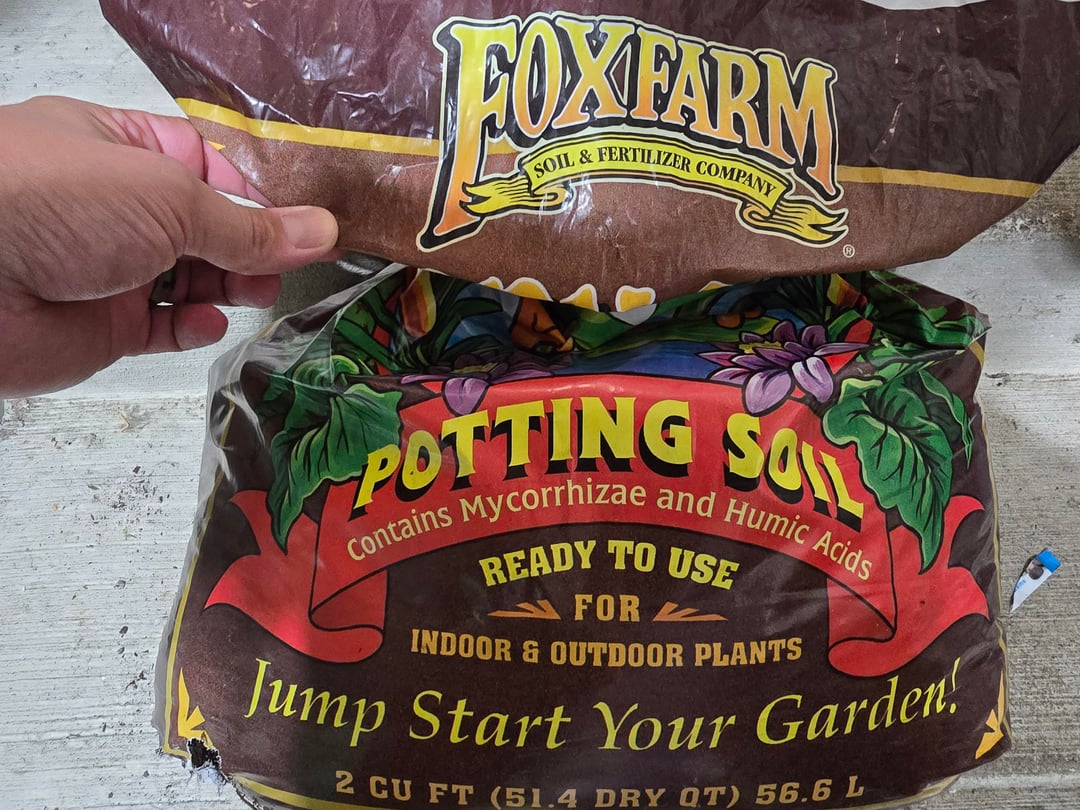 FOXFARM
SOIL & FERTILIZER COMPANY
®
POTTING SOIL
Contains Mycorrhizae and Humic Acids
READY TO USE
FOR
INDOOR & OUTDOOR PLANTS
Jump Start Your Garden!
2 CU FT (51.4 DRY QT) 56.6 L